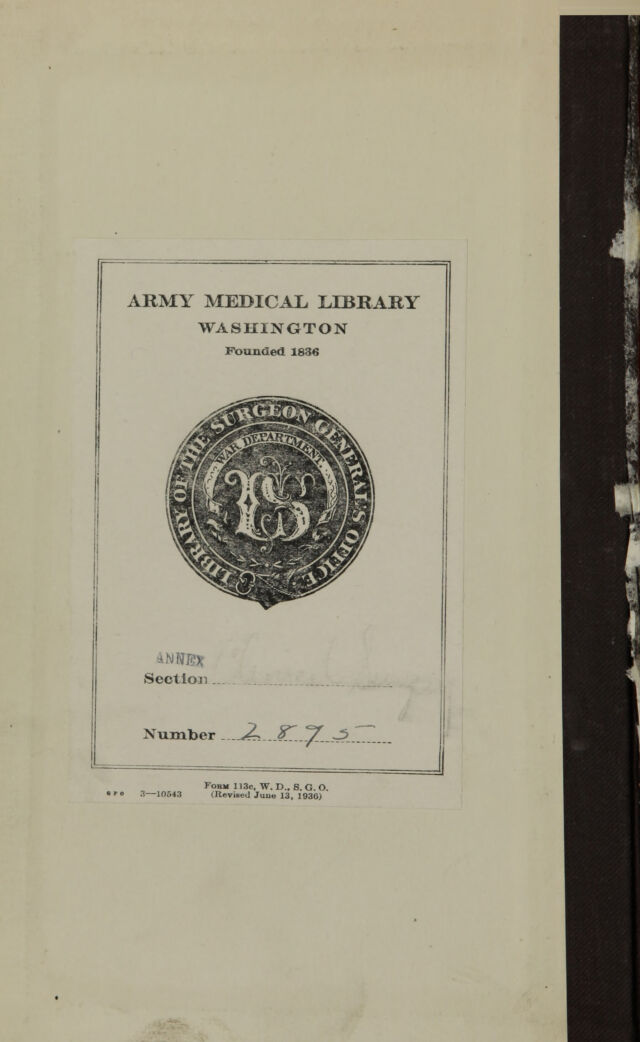 ARMY MEDICAL LIBRARY
WASHINGTON
Founded 1836
LIBRARY OF THE SURGEON GENERAL'S OFFICE
WAR DEPARTMENT
ANNEX
Section
Number 2895
FORM 113c, W. D., S. G. O.
GPO 3—10543 (Revised June 13, 1936)